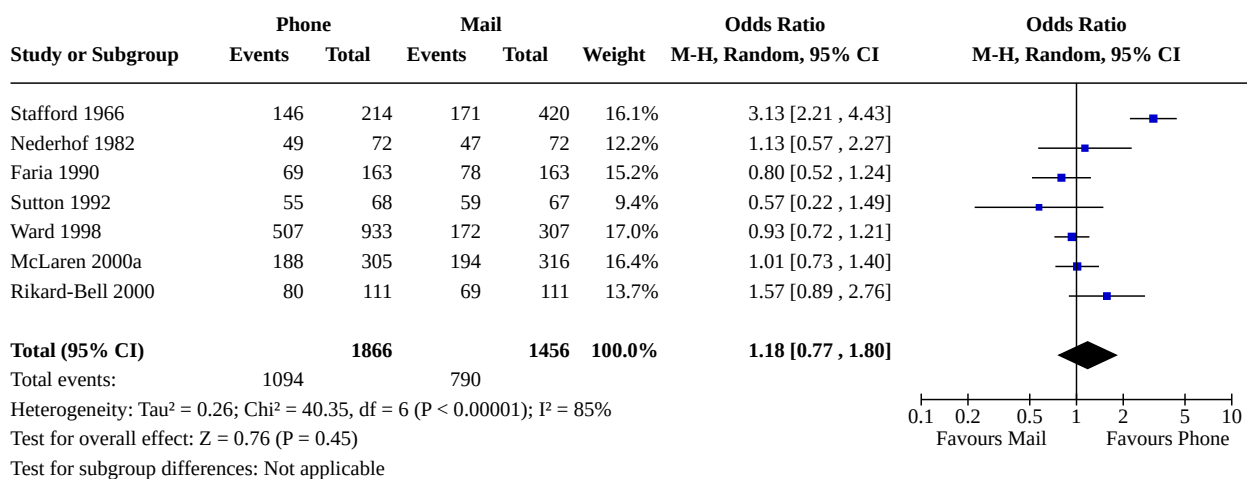 Phone Mail Odds Ratio Odds Ratio
Study or Subgroup Events Total Events Total Weight M-H, Random, 95% CI M-H, Random, 95% CI
Stafford 1966 146 214 171 420 16.1% 3.13 [2.21 , 4.43]
Nederhof 1982 49 72 47 72 12.2% 1.13 [0.57 , 2.27]
Faria 1990 69 163 78 163 15.2% 0.80 [0.52 , 1.24]
Sutton 1992 55 68 59 67 9.4% 0.57 [0.22 , 1.49]
Ward 1998 507 933 172 307 17.0% 0.93 [0.72 , 1.21]
McLaren 2000a 188 305 194 316 16.4% 1.01 [0.73 , 1.40]
Rikard-Bell 2000 80 111 69 111 13.7% 1.57 [0.89 , 2.76]
Total (95% CI) 1866 1456 100.0% 1.18 [0.77 , 1.80]
Total events: 1094 790
Heterogeneity: Tau² = 0.26; Chi² = 40.35, df = 6 (P < 0.00001); I² = 85%
0.1 0.2 0.5 1 2 5 10
Test for overall effect: Z = 0.76 (P = 0.45)
Favours Mail Favours Phone
Test for subgroup differences: Not applicable